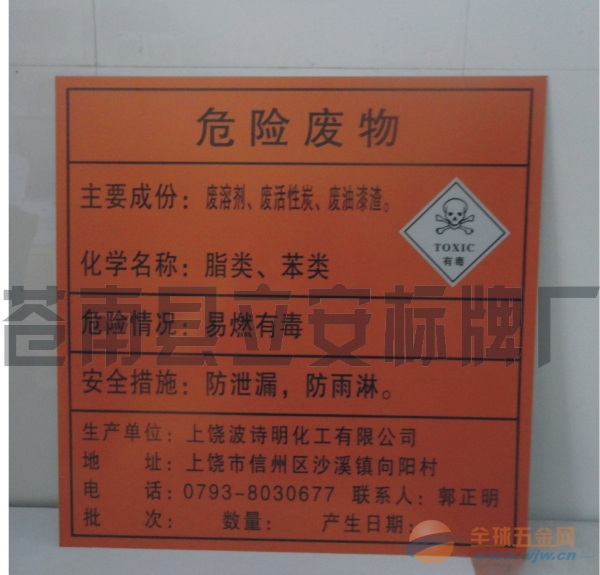 危险废物
主要成份：废溶剂、废活性炭、废油漆渣。
TOXIC
有毒
化学名称：脂类、苯类
苍南县立安标牌厂
危险情况：易燃有毒
安全措施：防泄漏，防雨淋。
生产单位：上饶波诗明化工有限公司
地 址：上饶市信州区沙溪镇向阳村
电 话：0793-8030677 联系人：郭正明
批 次： 数量： 产生日期：
全球五金网